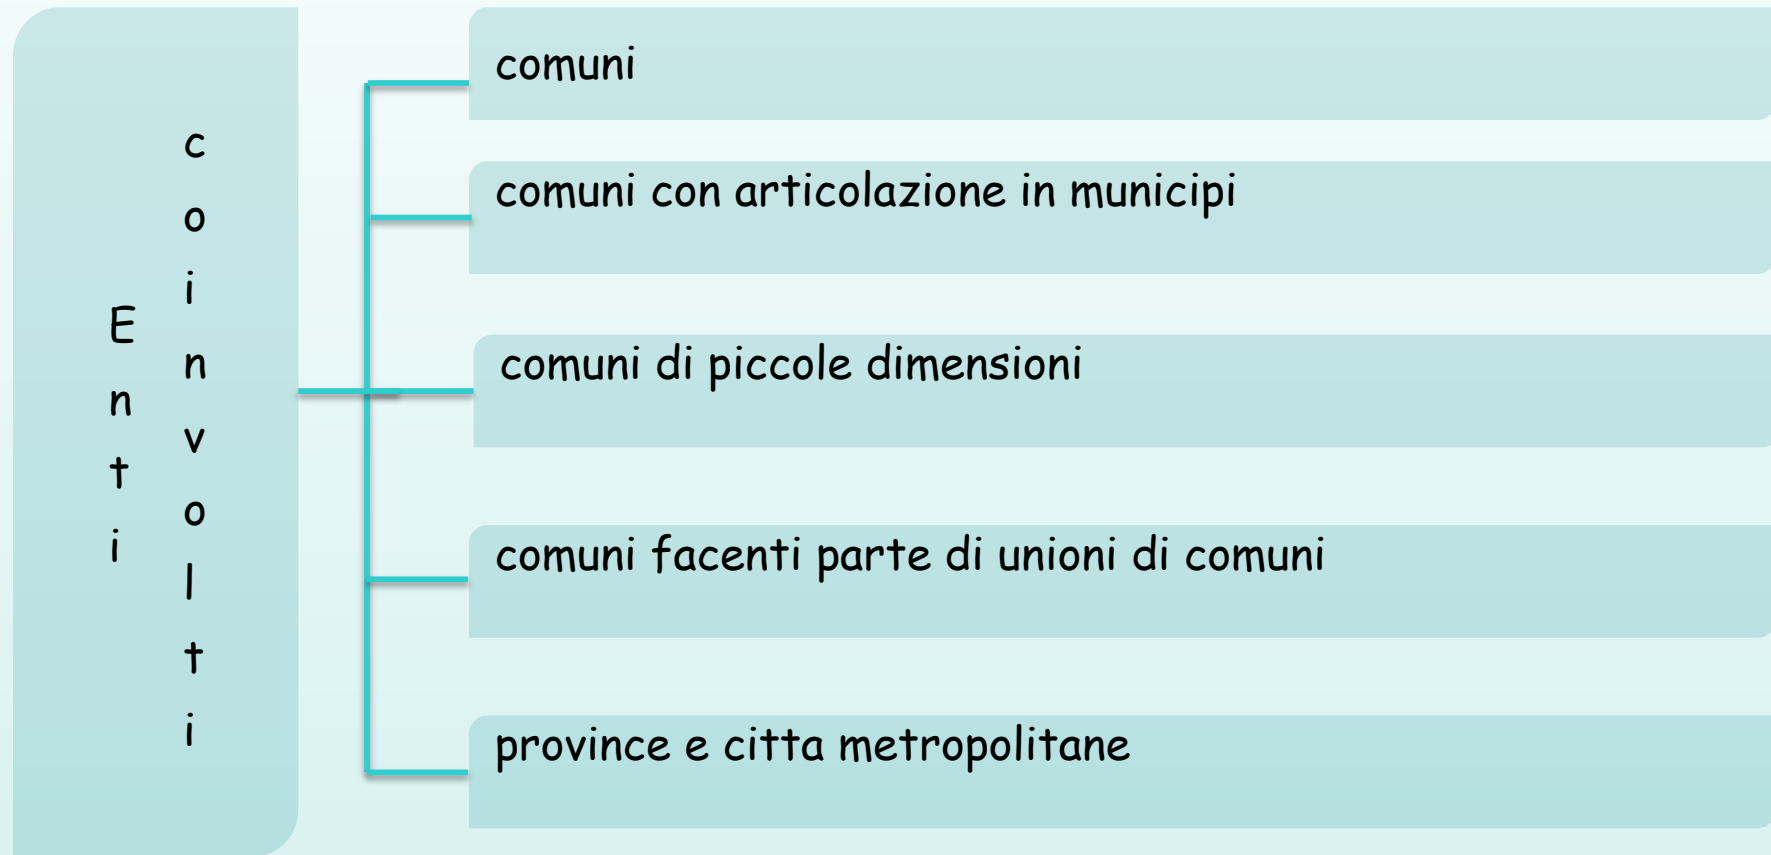 Enti
coinvolti
comuni
comuni con articolazione in municipi
comuni di piccole dimensioni
comuni facenti parte di unioni di comuni
province e citta metropolitane